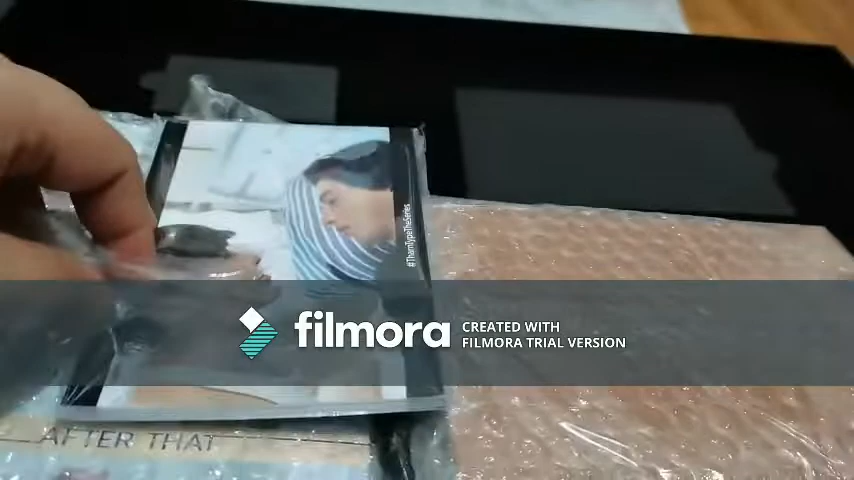 #TharnTypeTheSeries
filmora
CREATED WITH
FILMORA TRIAL VERSION
AFTER THAT